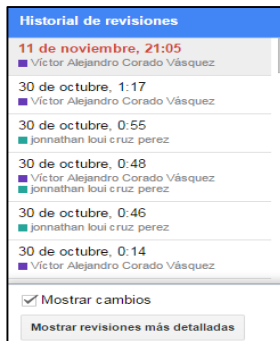 Historial de revisiones
11 de noviembre, 21:05
Víctor Alejandro Corado Vásquez
30 de octubre, 1:17
Víctor Alejandro Corado Vásquez
30 de octubre, 0:55
jonnathan loui cruz perez
30 de octubre, 0:48
Víctor Alejandro Corado Vásquez
jonnathan loui cruz perez
30 de octubre, 0:46
jonnathan loui cruz perez
30 de octubre, 0:14
Víctor Alejandro Corado Vásquez
Mostrar cambios
Mostrar revisiones más detalladas